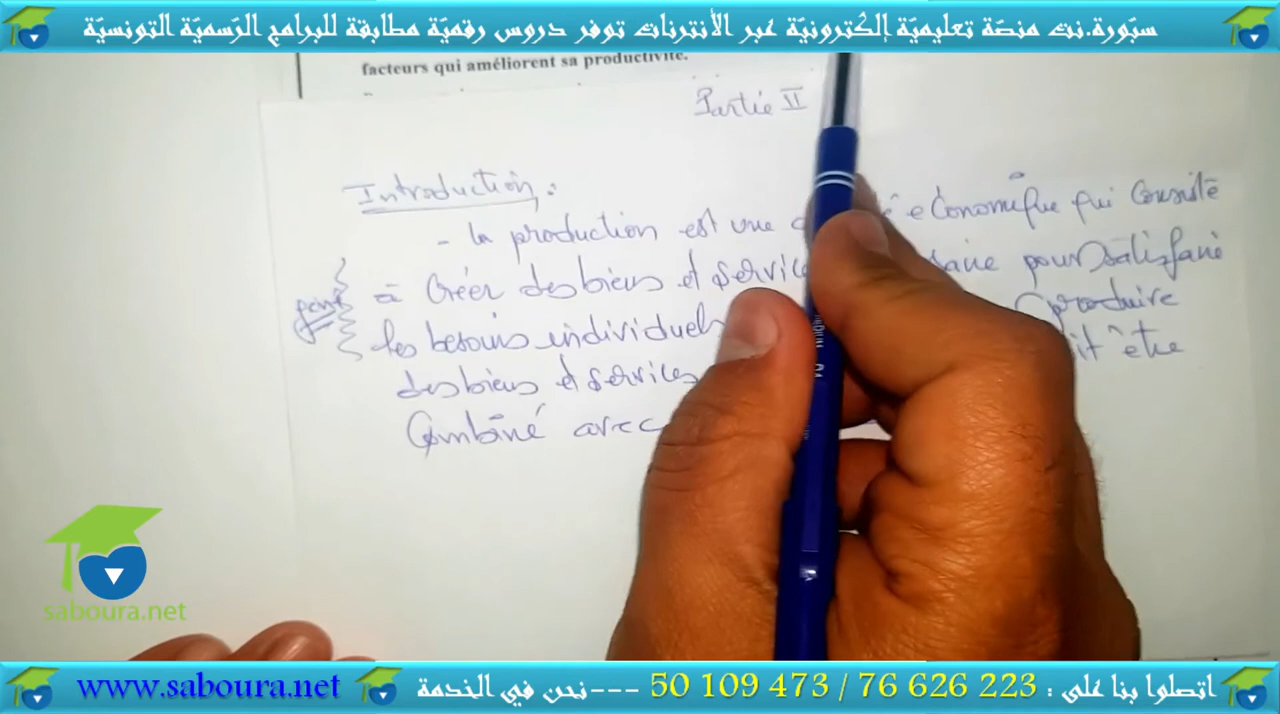 سبّورة.نت منصّة تعليميّة إلكترونيّة عبر الأنترنات توفر دروس رقميّة مطابقة للبرامج الرّسميّة التونسيّة
facteurs qui améliorent sa productivité.
Partie II
Introduction :
- la production est une économique qui consiste
à créer des biens et service pour satisfaire
les besoins individuels produire
des biens et services être
Combiné avec
saboura.net
www.saboura.net
اتصلوا بنا على : 50 109 473 / 76 626 223 ---نحن في الخدمة